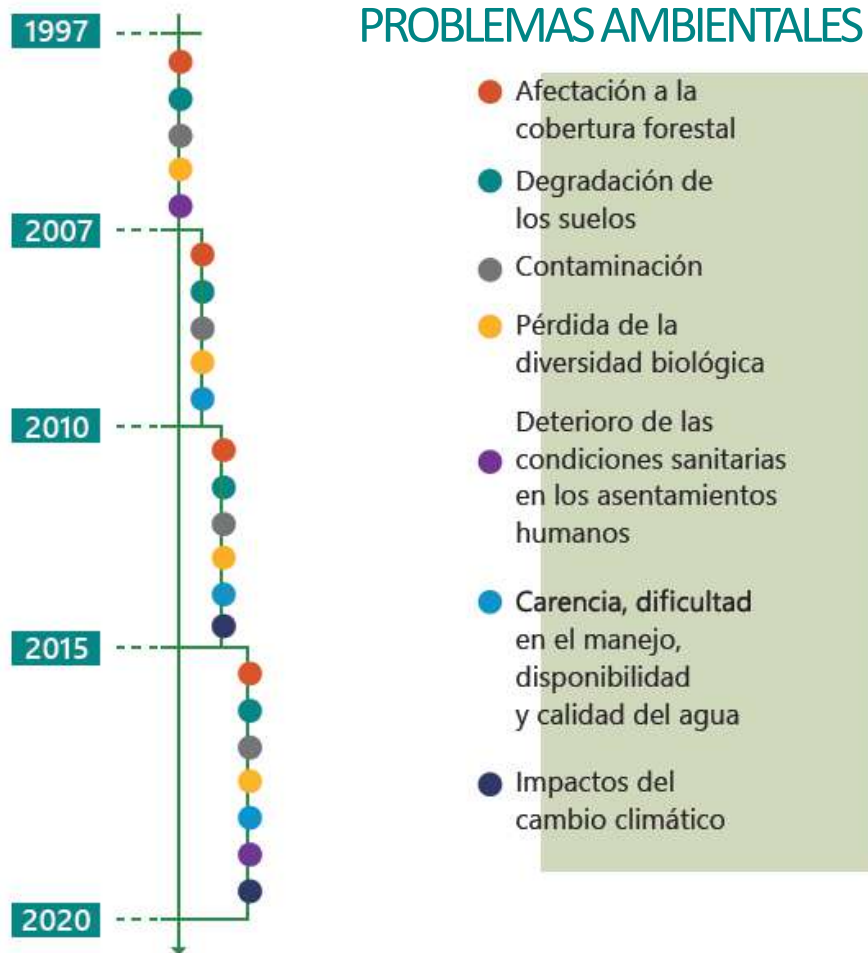 PROBLEMAS AMBIENTALES
1997
2007
2010
2015
2020
Afectación a la
cobertura forestal
Degradación de
los suelos
Contaminación
Pérdida de la
diversidad biológica
Deterioro de las
condiciones sanitarias
en los asentamientos
humanos
Carencia, dificultad
en el manejo,
disponibilidad
y calidad del agua
Impactos del
cambio climático